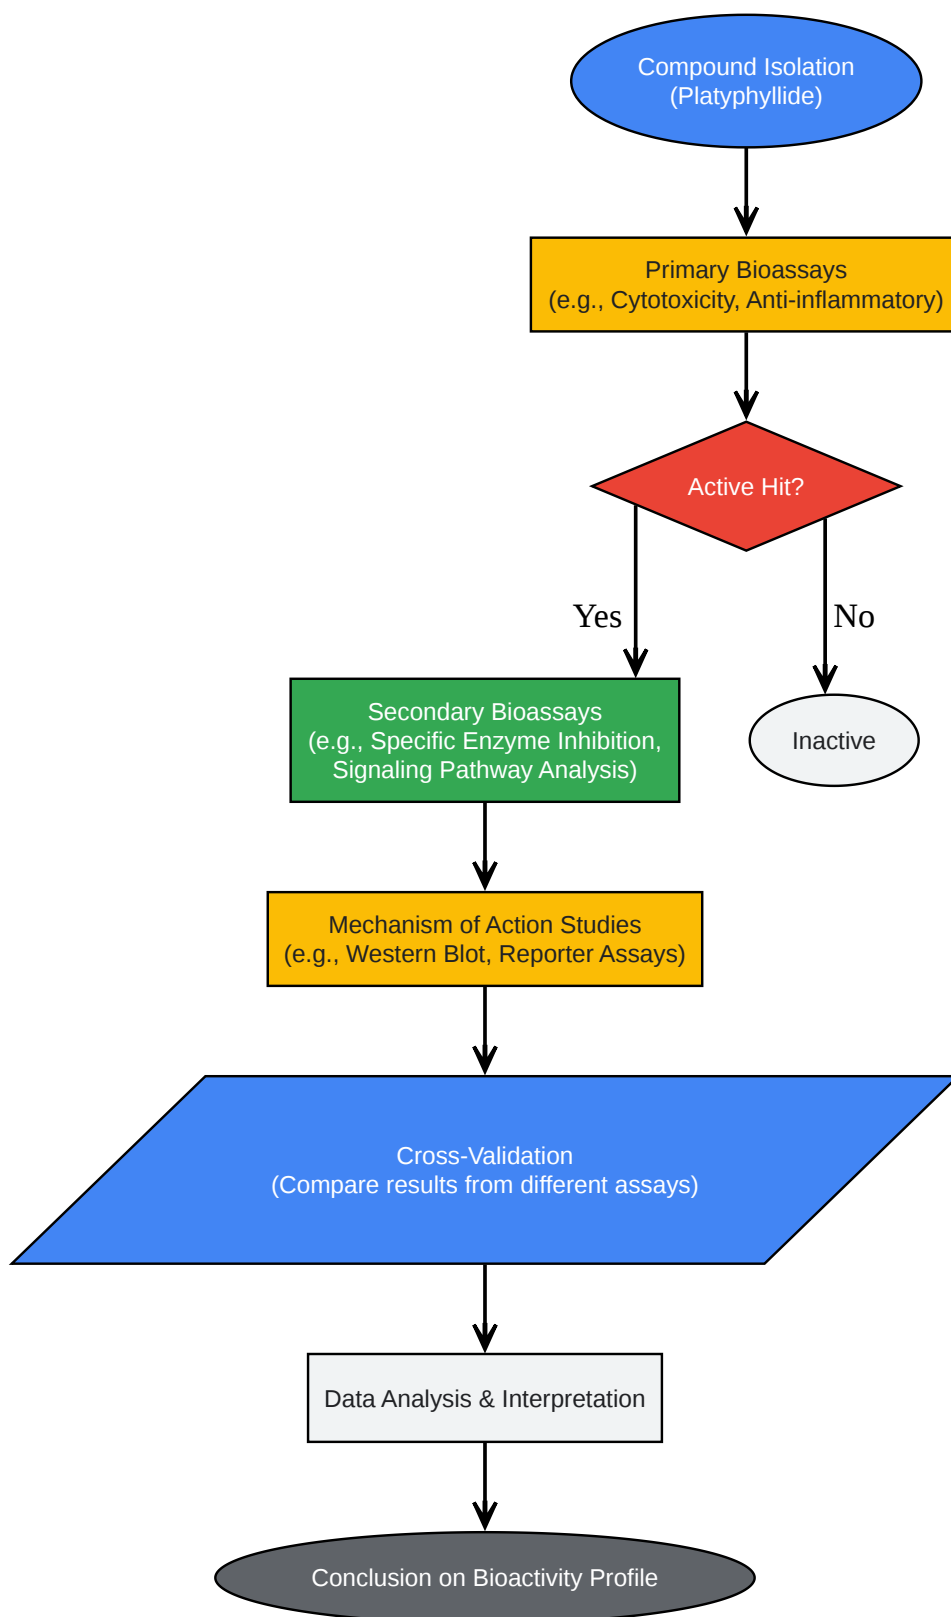 Compound Isolation
(Platyphyllide)
Primary Bioassays
(e.g., Cytotoxicity, Anti-inflammatory)
Active Hit?
Yes
No
Secondary Bioassays
(e.g., Specific Enzyme Inhibition,
Signaling Pathway Analysis)
Inactive
Mechanism of Action Studies
(e.g., Western Blot, Reporter Assays)
Cross-Validation
(Compare results from different assays)
Data Analysis & Interpretation
Conclusion on Bioactivity Profile